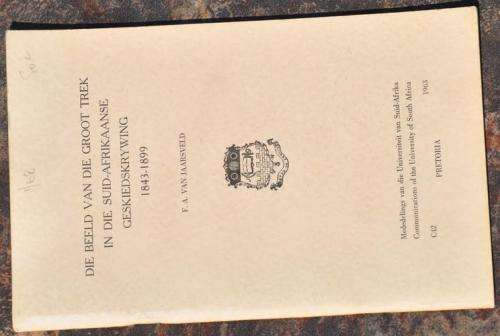 DIE BEELD VAN DIE GROOT TREK
IN DIE SUID-AFRIKAANSE
GESKIEDSKRYWING
1843-1899
F. A. VAN JAARSVELD
Mededelings van die Universiteit van Suid-Afrika
Communications of the University of South Africa
C42
PRETORIA
1963